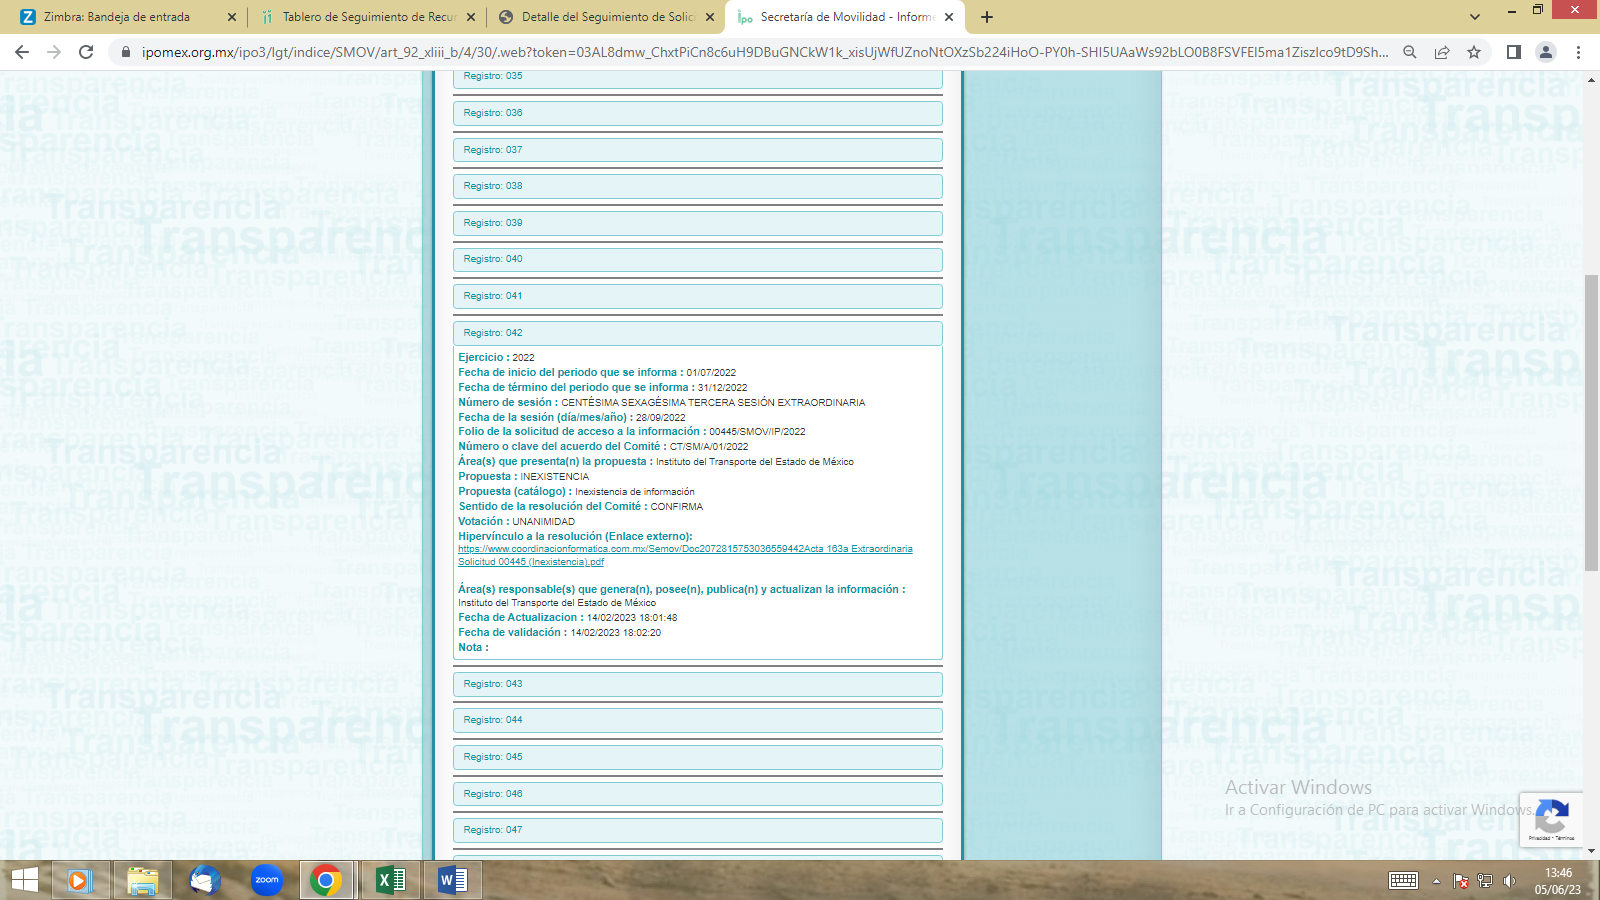 Zimbra: Bandeja de entrada
Tablero de Seguimiento de Recur
Detalle del Seguimiento de Solici
ipo
Secretaría de Movilidad - Informe
ipomex.org.mx/ipo3/lgt/indice/SMOV/art_92_xliii_b/4/30/.web?token=03AL8dmw_ChxtPiCn8c6uH9DBuGNCkW1k_xisUjWfUZnoNtOXzSb224iHoO-PY0h-SHI5UAaWs92bLO0B8FSVFEI5ma1ZiszIco9tD9Sh...
Registro: 035
Registro: 036
Registro: 037
Registro: 038
Registro: 039
Registro: 040
Registro: 041
Registro: 042
Ejercicio : 2022
Fecha de inicio del periodo que se informa : 01/07/2022
Fecha de término del periodo que se informa : 31/12/2022
Número de sesión : CENTÉSIMA SEXAGÉSIMA TERCERA SESIÓN EXTRAORDINARIA
Fecha de la sesión (día/mes/año) : 28/09/2022
Folio de la solicitud de acceso a la información : 00445/SMOV/IP/2022
Número o clave del acuerdo del Comité : CT/SM/A/01/2022
Área(s) que presenta(n) la propuesta : Instituto del Transporte del Estado de México
Propuesta : INEXISTENCIA
Propuesta (catálogo) : Inexistencia de información
Sentido de la resolución del Comité : CONFIRMA
Votación : UNANIMIDAD
Hipervínculo a la resolución (Enlace externo):
https://www.coordinacionformatica.com.mx/Semov/Doc2072815753036559442Acta 163a Extraordinaria
Solicitud 00445 (Inexistencia).pdf
Área(s) responsable(s) que genera(n), posee(n), publica(n) y actualizan la información :
Instituto del Transporte del Estado de México
Fecha de Actualizacion : 14/02/2023 18:01:48
Fecha de validación : 14/02/2023 18:02:20
Nota :
Registro: 043
Registro: 044
Registro: 045
Registro: 046
Registro: 047
Transparencia
Activar Windows
Ir a Configuración de PC para activar Windows.
Privacidad - Términos
zoom
13:46
05/06/23